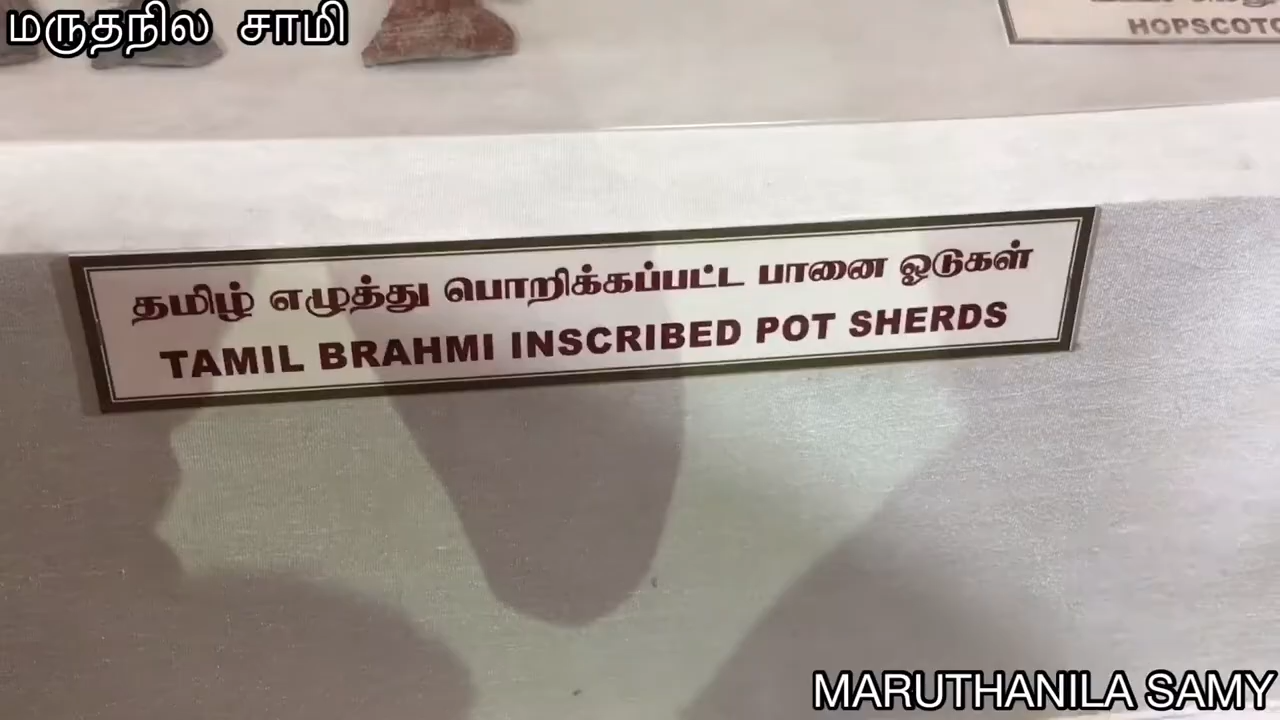 மருதநில சாமி
HOPSCOTC
தமிழ் எழுத்து பொறிக்கப்பட்ட பானை ஓடுகள்
TAMIL BRAHMI INSCRIBED POT SHERDS
MARUTHANILA SAMY